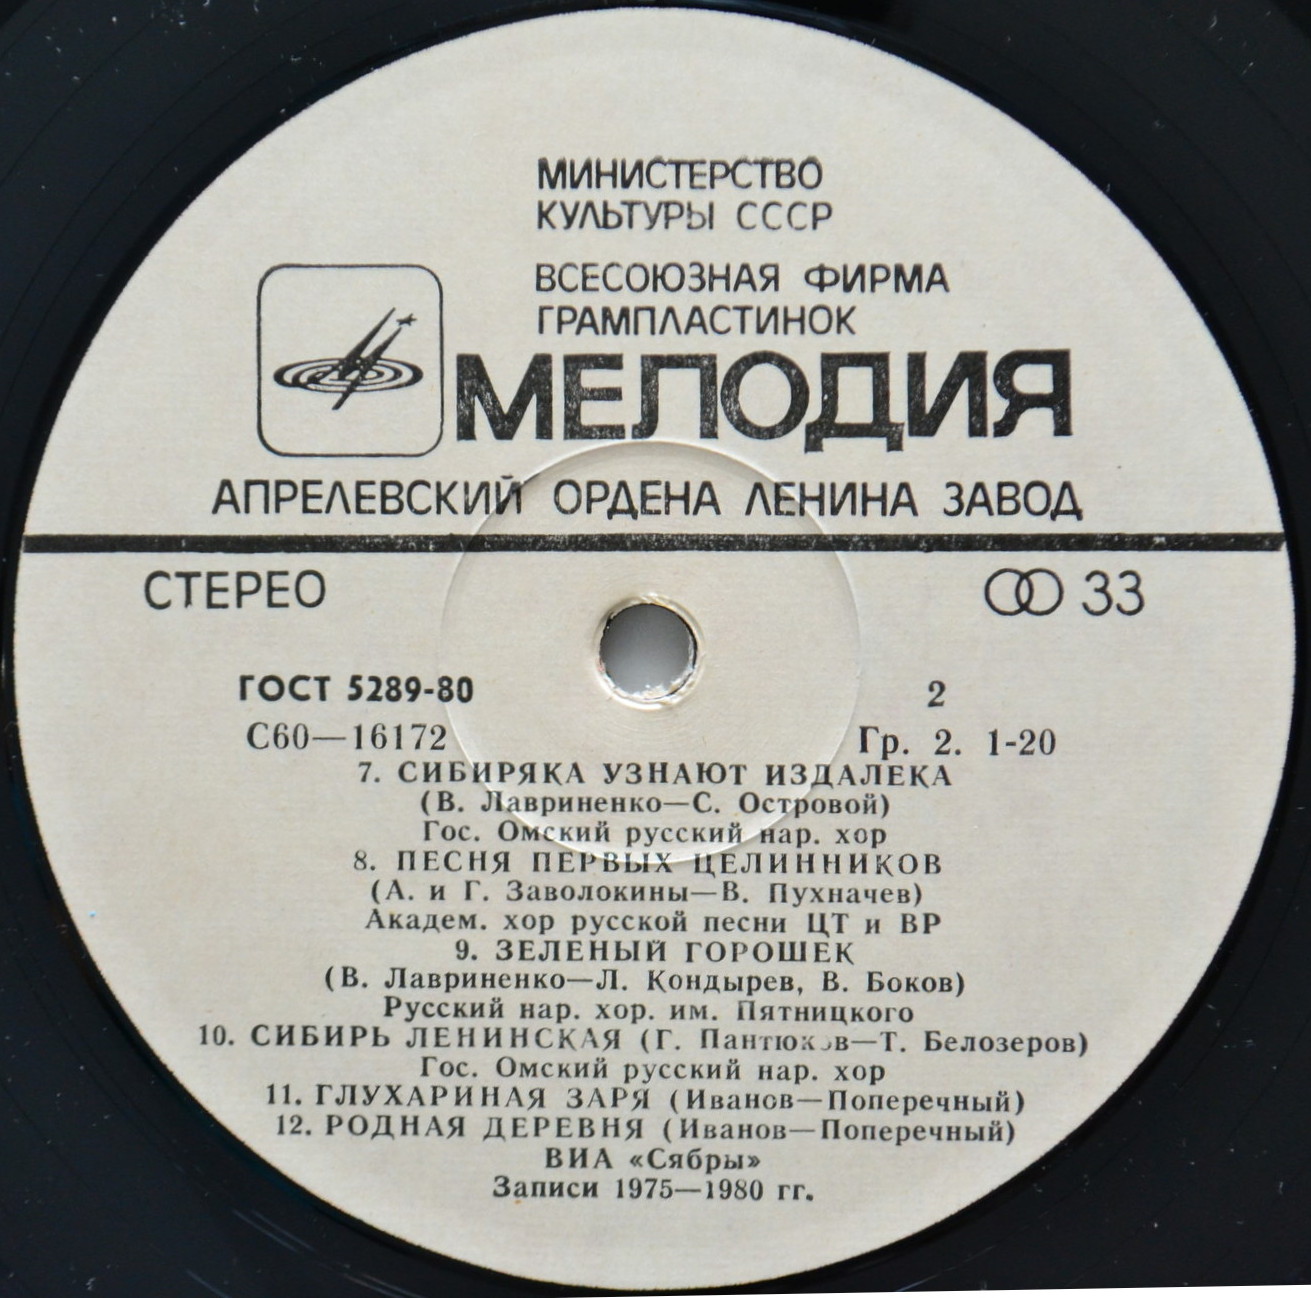 МИНИСТЕРСТВО
КУЛЬТУРЫ СССР
ВСЕСОЮЗНАЯ ФИРМА
ГРАМПЛАСТИНОК
МЕЛОДИЯ
АПРЕЛЕВСКИЙ ОРДЕНА ЛЕНИНА ЗАВОД
СТЕРЕО 33
ГОСТ 5289-80 2
С60—16172 Гр. 2. 1-20
7. СИБИРЯКА УЗНАЮТ ИЗДАЛЕКА
(В. Лавриненко—С. Островой)
Гос. Омский русский нар. хор
8. ПЕСНЯ ПЕРВЫХ ЦЕЛИННИКОВ
(А. и Г. Заволокины—В. Пухначев)
Академ. хор русской песни ЦТ и ВР
9. ЗЕЛЕНЫЙ ГОРОШЕК
(В. Лавриненко—Л. Кондырев, В. Боков)
Русский нар. хор. им. Пятницкого
10. СИБИРЬ ЛЕНИНСКАЯ (Г. Пантюков—Т. Белозеров)
Гос. Омский русский нар. хор
11. ГЛУХАРИНАЯ ЗАРЯ (Иванов—Поперечный)
12. РОДНАЯ ДЕРЕВНЯ (Иванов—Поперечный)
ВИА «Сябры»
Записи 1975—1980 гг.